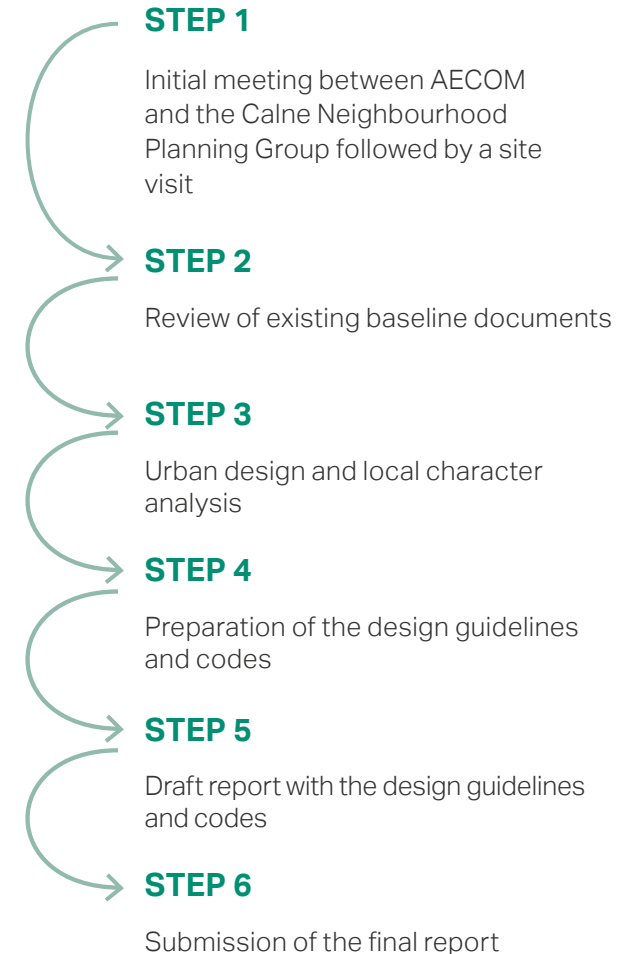 STEP 1
Initial meeting between AECOM
and the Calne Neighbourhood
Planning Group followed by a site
visit
STEP 2
Review of existing baseline documents
STEP 3
Urban design and local character
analysis
STEP 4
Preparation of the design guidelines
and codes
STEP 5
Draft report with the design guidelines
and codes
STEP 6
Submission of the final report